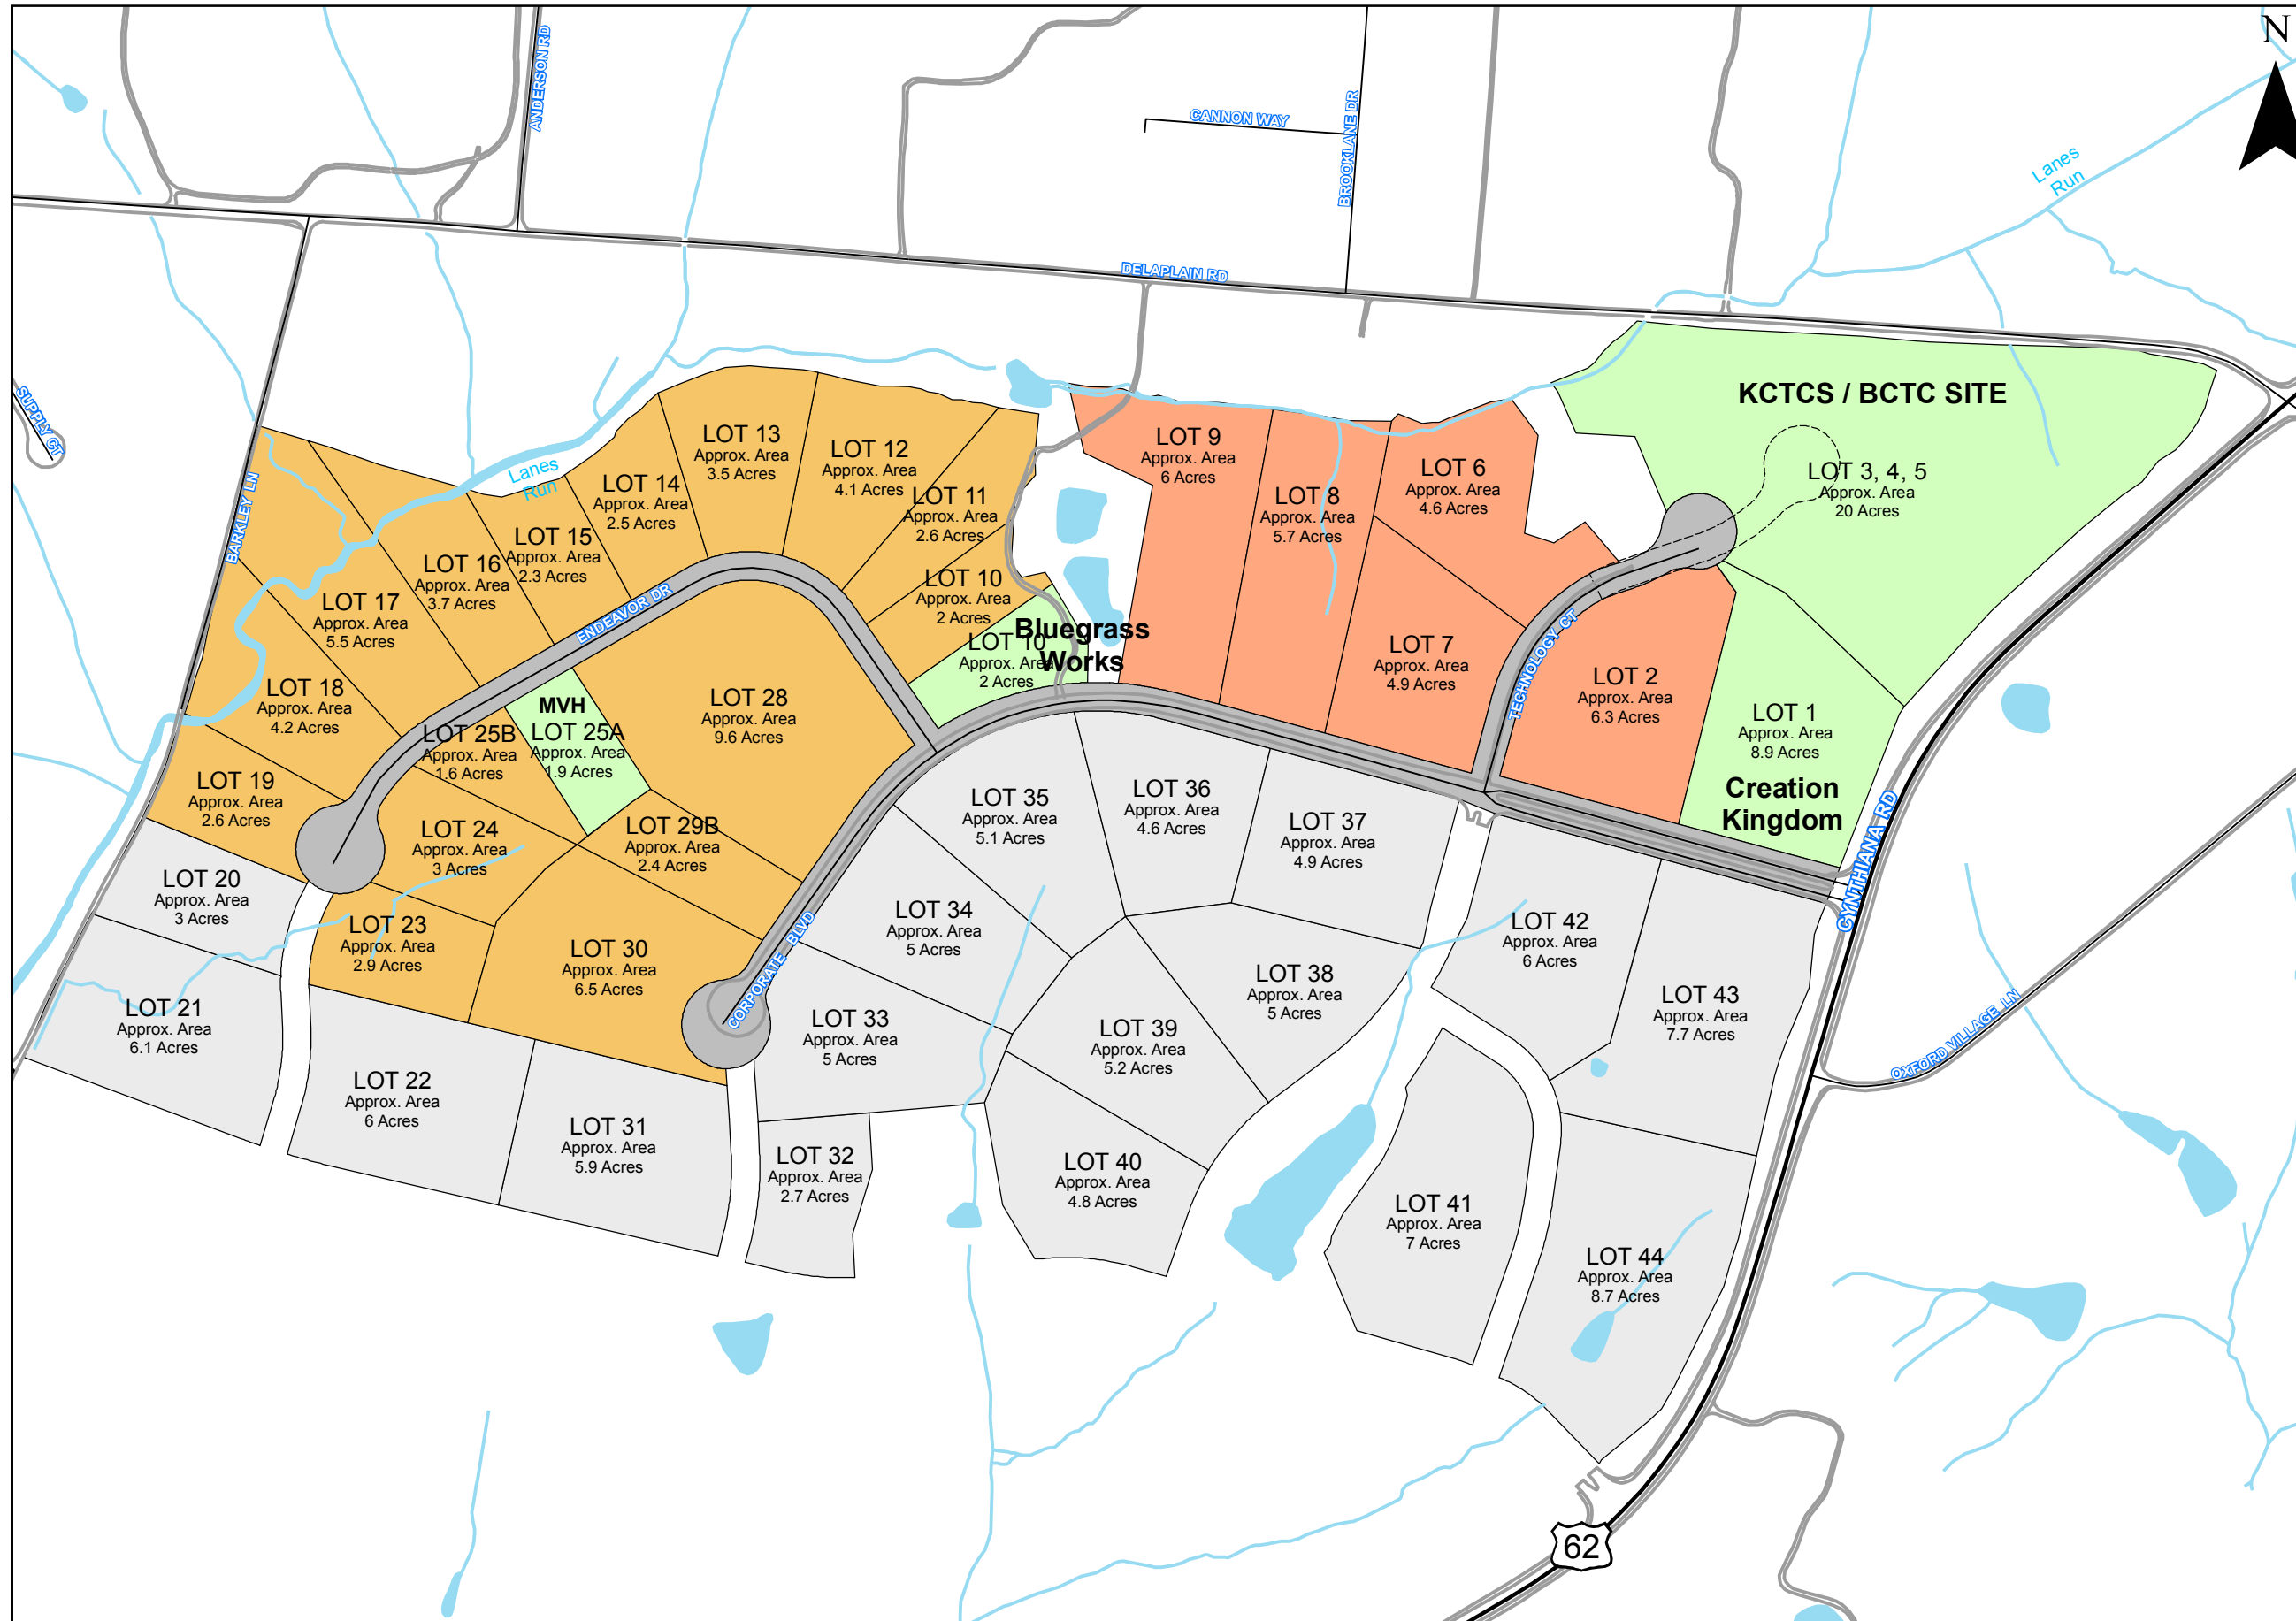 N
ANDERSON RD
CANNON WAY
BROOKLANE DR
Lanes
Run
DELAPLAIN RD
SUPPLY CT
BARKLEY LN
Lanes
Run
KCTCS / BCTC SITE
LOT 3, 4, 5
Approx. Area
20 Acres
LOT 13
Approx. Area
3.5 Acres
LOT 12
Approx. Area
4.1 Acres
LOT 14
Approx. Area
2.5 Acres
LOT 11
Approx. Area
2.6 Acres
LOT 9
Approx. Area
6 Acres
LOT 8
Approx. Area
5.7 Acres
LOT 6
Approx. Area
4.6 Acres
LOT 15
Approx. Area
2.3 Acres
LOT 16
Approx. Area
3.7 Acres
LOT 17
Approx. Area
5.5 Acres
ENDEAVOR DR
LOT 10
Approx. Area
2 Acres
LOT 10
Approx. Area
2 Acres
Bluegrass
Works
LOT 7
Approx. Area
4.9 Acres
TECHNOLOGY CT
LOT 2
Approx. Area
6.3 Acres
LOT 1
Approx. Area
8.9 Acres
Creation
Kingdom
CYNTHIANA RD
LOT 18
Approx. Area
4.2 Acres
LOT 25B
Approx. Area
1.6 Acres
MVH
LOT 25A
Approx. Area
1.9 Acres
LOT 28
Approx. Area
9.6 Acres
LOT 19
Approx. Area
2.6 Acres
LOT 24
Approx. Area
3 Acres
LOT 29B
Approx. Area
2.4 Acres
LOT 35
Approx. Area
5.1 Acres
LOT 36
Approx. Area
4.6 Acres
LOT 37
Approx. Area
4.9 Acres
LOT 20
Approx. Area
3 Acres
LOT 23
Approx. Area
2.9 Acres
LOT 30
Approx. Area
6.5 Acres
CORPORATE BLVD
LOT 34
Approx. Area
5 Acres
LOT 42
Approx. Area
6 Acres
LOT 38
Approx. Area
5 Acres
LOT 43
Approx. Area
7.7 Acres
OXFORD VILLAGE LN
LOT 21
Approx. Area
6.1 Acres
LOT 33
Approx. Area
5 Acres
LOT 39
Approx. Area
5.2 Acres
LOT 22
Approx. Area
6 Acres
LOT 31
Approx. Area
5.9 Acres
LOT 32
Approx. Area
2.7 Acres
LOT 40
Approx. Area
4.8 Acres
LOT 41
Approx. Area
7 Acres
LOT 44
Approx. Area
8.7 Acres
62